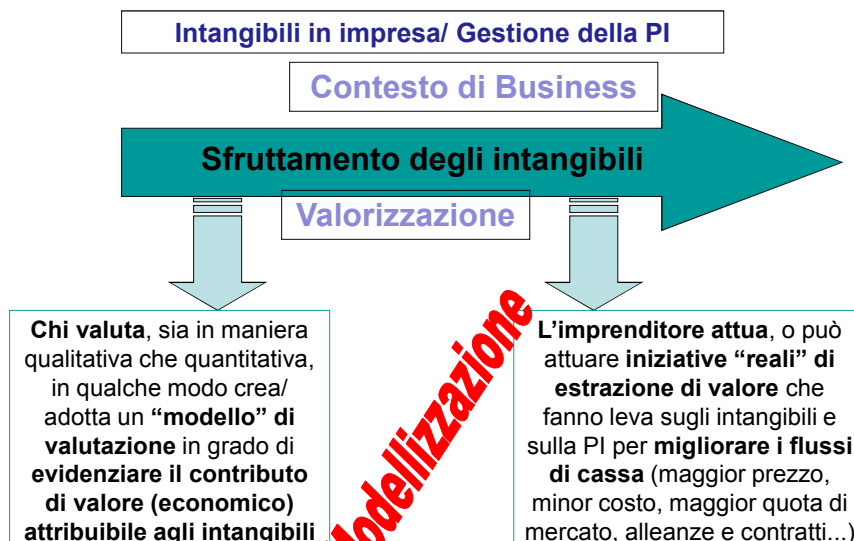 Intangibili in impresa/ Gestione della PI
Contesto di Business
Sfruttamento degli intangibili
Valorizzazione
Chi valuta, sia in maniera
qualitativa che quantitativa,
in qualche modo crea/
adotta un “modello” di
valutazione in grado di
evidenziare il contributo
di valore (economico)
attribuibile agli intangibili
Modellizzazione
L’imprenditore attua, o può
attuare iniziative “reali” di
estrazione di valore che
fanno leva sugli intangibili e
sulla PI per migliorare i flussi
di cassa (maggior prezzo,
minor costo, maggior quota di
mercato, alleanze e contratti...)